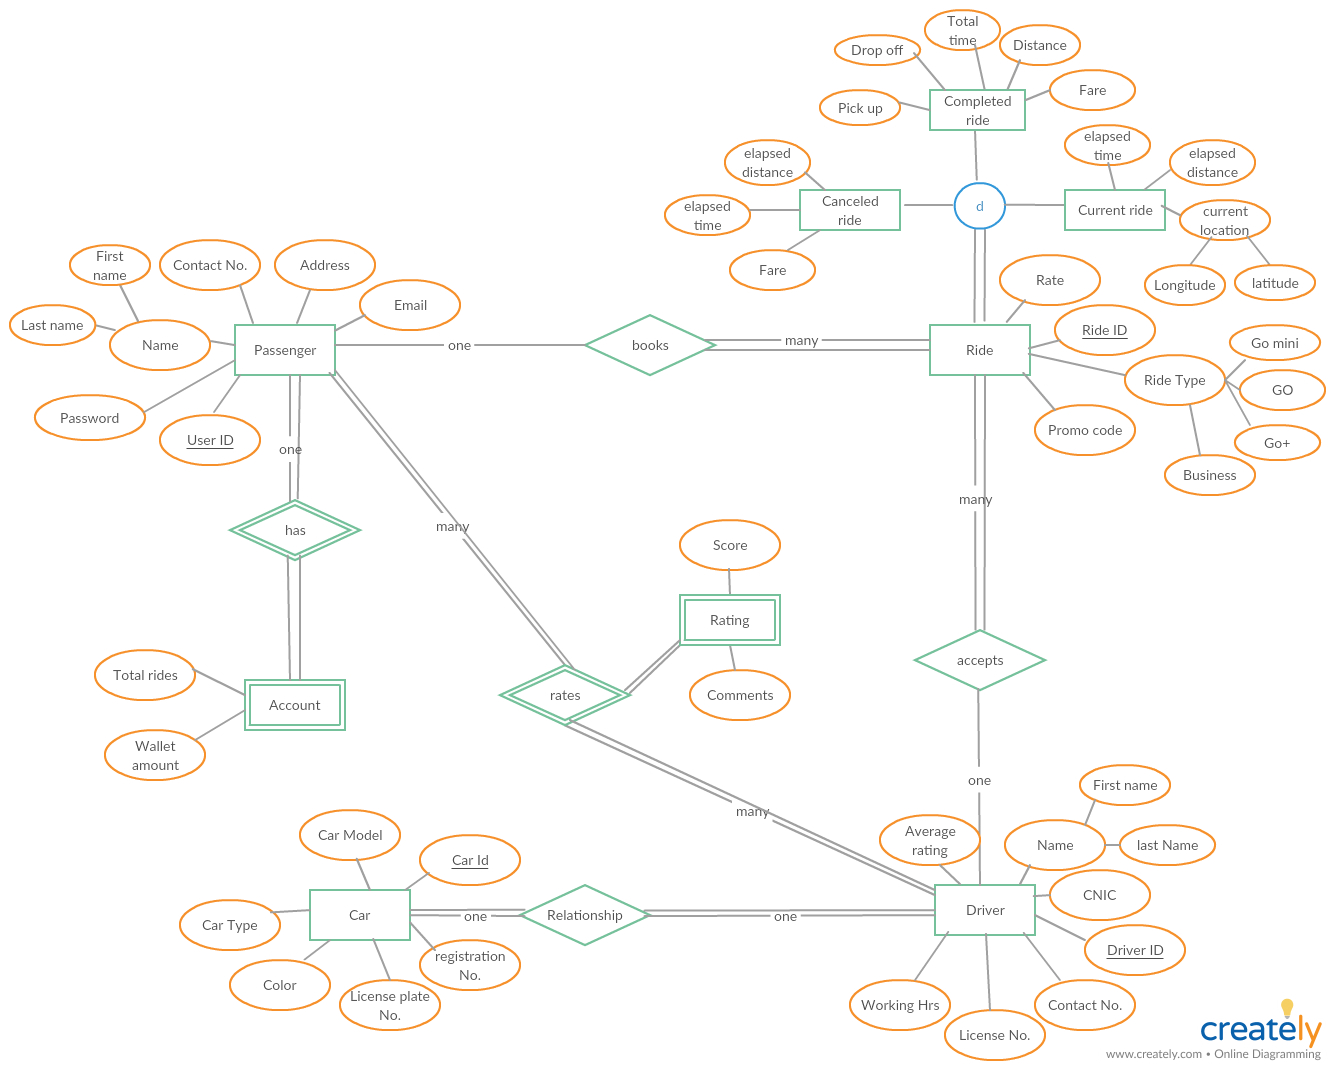 Total
time
Drop off
Distance
Fare
Pick up
Completed
ride
elapsed
time
elapsed
distance
elapsed
distance
Canceled
ride
d
Current ride
elapsed
time
current
location
Fare
Longitude
latitude
First
name
Contact No.
Address
Email
Last name
Name
Passenger
Password
User ID
one
books
many
Rate
Ride ID
Ride
Ride Type
Go mini
GO
Go+
Business
Promo code
one
has
many
many
Score
Rating
Comments
rates
accepts
Total rides
Account
Wallet
amount
one
many
First name
Average
rating
Name
last Name
CNIC
Driver
Driver ID
Contact No.
License No.
Working Hrs
Car Model
Car Id
Car
Car Type
Color
License plate
No.
registration
No.
one
Relationship
one
creately
www.creately.com • Online Diagramming